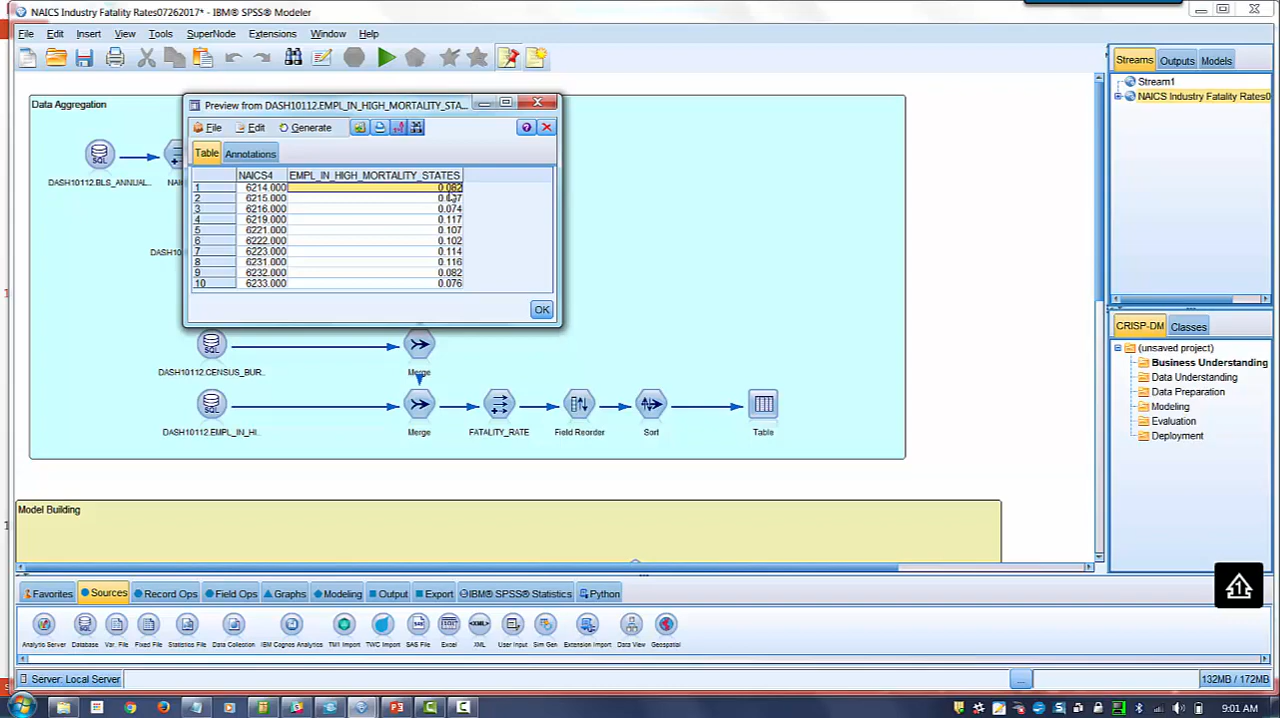 NAICS Industry Fatality Rates07262017* - IBM® SPSS® Modeler
File Edit Insert View Tools SuperNode Extensions Window Help
Data Aggregation
SQL
DASH10112.BLS_ANNUAL...
Preview from DASH10112.EMPL_IN_HIGH_MORTALITY_STA...
File Edit Generate
Table Annotations
NAICS4 EMPL_IN_HIGH_MORTALITY_STATES
1 6214.000 0.082
2 6215.000
3 6216.000 0.074
4 6219.000 0.117
5 6221.000 0.107
6 6222.000 0.102
7 6223.000 0.114
8 6231.000 0.116
9 6232.000 0.082
10 6233.000 0.076
OK
SQL
DASH10112.CENSUS_BUR... Merge
SQL
DASH10112.EMPL_IN_HI... Merge FATALITY_RATE Field Reorder Sort Table
Model Building
Streams Outputs Models
Stream1
NAICS Industry Fatality Rates0
CRISP-DM Classes
(unsaved project)
Business Understanding
Data Understanding
Data Preparation
Modeling
Evaluation
Deployment
Favorites Sources Record Ops Field Ops Graphs Modeling Output Export IBM® SPSS® Statistics Python
Analytic Server Database Var. File Fixed File Statistics File Data Collection IBM Cognos Analytics TM1 Import TWC Import SAS File Excel XML User Input Sim Gen Extension Import Data View Geospatial
Server: Local Server
132MB / 172MB
9:01 AM